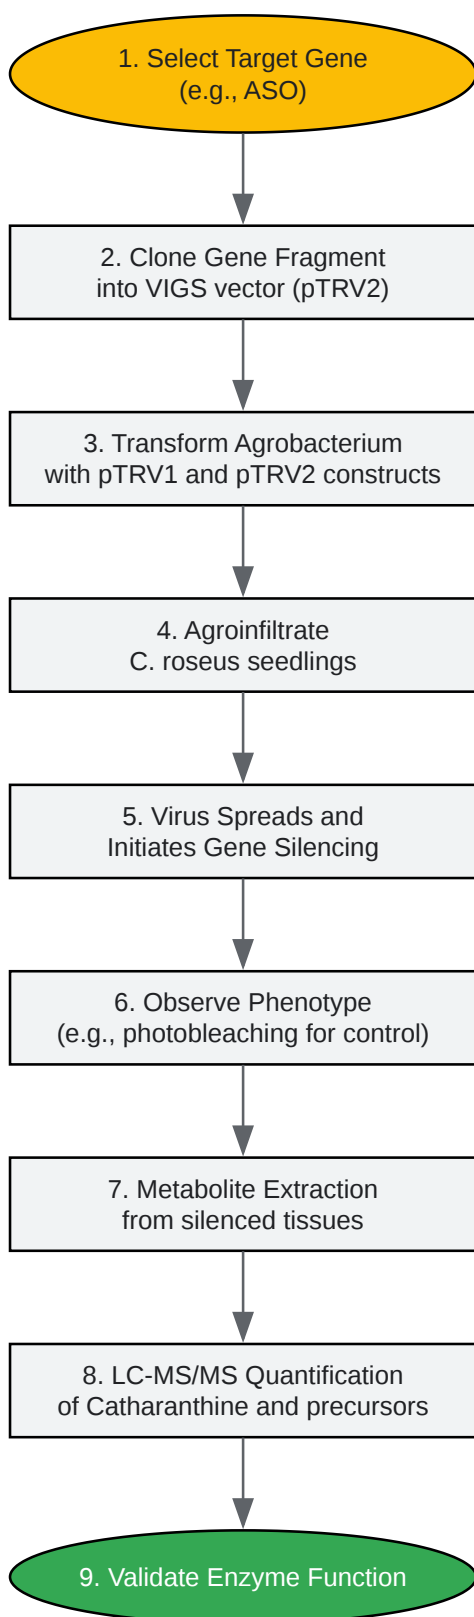 1. Select Target Gene
(e.g., ASO)
2. Clone Gene Fragment
into VIGS vector (pTRV2)
3. Transform Agrobacterium
with pTRV1 and pTRV2 constructs
4. Agroinfiltrate
C. roseus seedlings
5. Virus Spreads and
Initiates Gene Silencing
6. Observe Phenotype
(e.g., photobleaching for control)
7. Metabolite Extraction
from silenced tissues
8. LC-MS/MS Quantification
of Catharanthine and precursors
9. Validate Enzyme Function